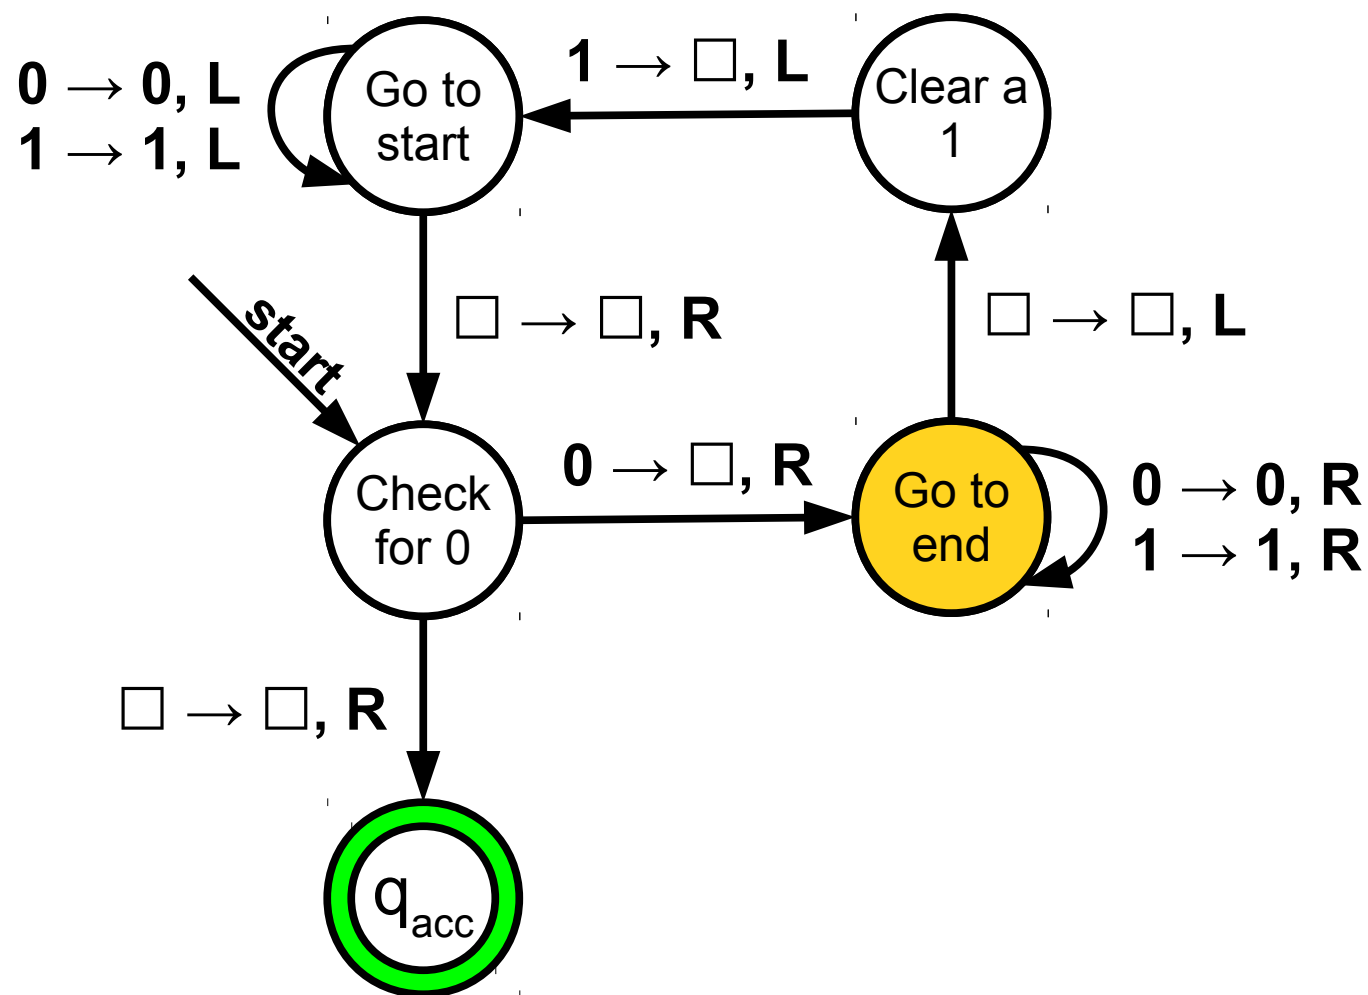 0 → 0, L
1 → 1, L
Go to
start
1 → □, L
Clear a
1
start
□ → □, R
□ → □, L
Check
for 0
0 → □, R
Go to
end
0 → 0, R
1 → 1, R
□ → □, R
qacc